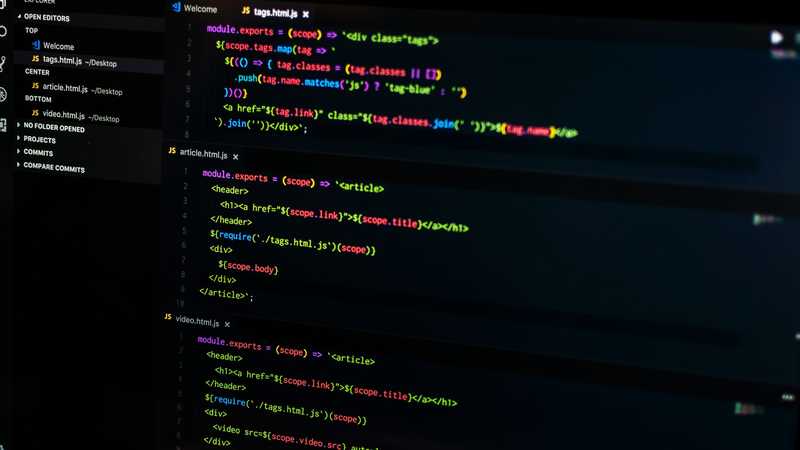 EXPLORER
OPEN EDITORS
TOP
Welcome
JS tags.html.js ~/Desktop
CENTER
JS article.html.js ~/Desktop
BOTTOM
JS video.html.js ~/Desktop
NO FOLDER OPENED
PROJECTS
COMMITS
COMPARE COMMITS
Welcome JS tags.html.js ×
1 module.exports = (scope) => `<div class="tags">
2 ${scope.tags.map(tag => `
3 ${(() => { tag.classes = (tag.classes || [])
4 .push(tag.name.matches('js') ? 'tag-blue' : '')
5 })()}
6 <a href="${tag.link}" class="${tag.classes.join(' ')}">${tag.name}</a>
7 `).join('')}</div>`;
8
JS article.html.js ×
1 module.exports = (scope) => `<article>
2 <header>
3 <h1><a href="${scope.link}">${scope.title}</a></h1>
4 </header>
5 ${require('./tags.html.js')(scope)}
6 <div>
7 ${scope.body}
8 </div>
9 </article>`;
10
JS video.html.js ×
1 module.exports = (scope) => `<article>
2 <header>
3 <h1><a href="${scope.link}">${scope.title}</a></h1>
4 </header>
5 ${require('./tags.html.js')(scope)}
6 <div>
7 <video src=${scope.video.src}
8 </div>